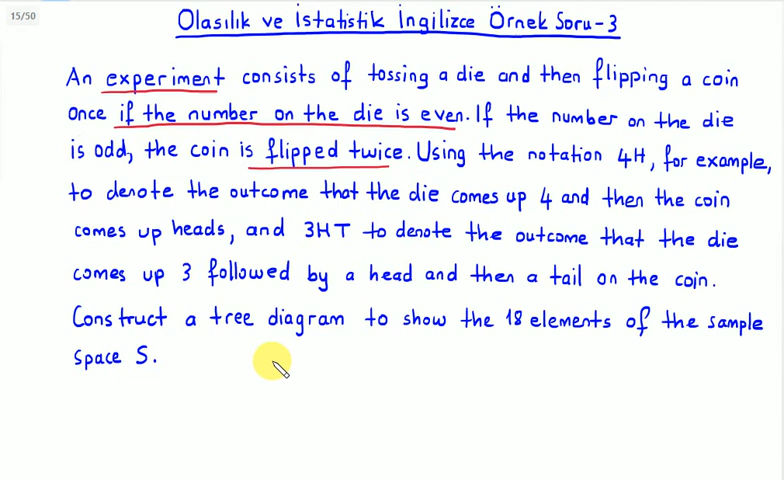 15/50
Olasılık ve İstatistik İngilizce Örnek Soru-3
An experiment consists of tossing a die and then flipping a coin
once if the number on the die is even. If the number on the die
is odd, the coin is flipped twice. Using the notation 4H, for example,
to denote the outcome that the die comes up 4 and then the coin
comes up heads, and 3HT to denote the outcome that the die
comes up 3 followed by a head and then a tail on the coin.
Construct a tree diagram to show the 18 elements of the sample
space S.